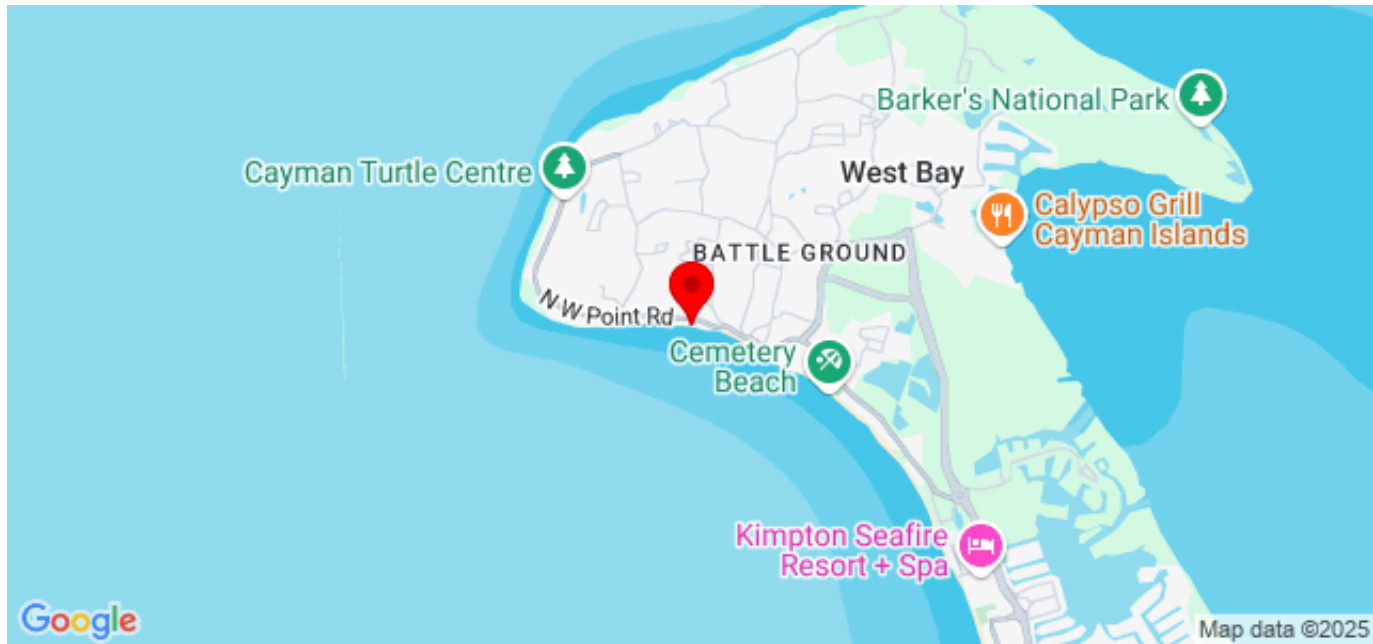 Barker's National Park
Cayman Turtle Centre
West Bay
Calypso Grill
Cayman Islands
BATTLE GROUND
N W Point Rd
Cemetery
Beach
Kimpton Seafire
Resort + Spa
Google
Map data ©2025